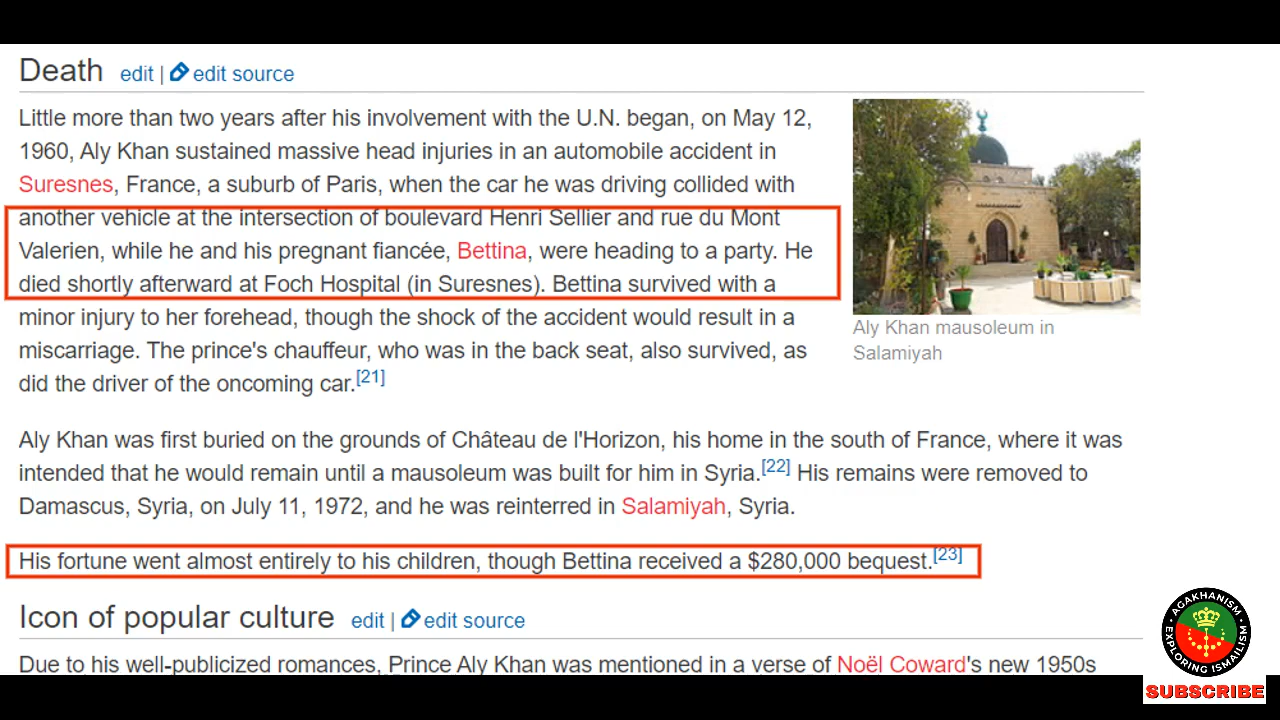 Death edit | edit source
Little more than two years after his involvement with the U.N. began, on May 12,
1960, Aly Khan sustained massive head injuries in an automobile accident in
Suresnes, France, a suburb of Paris, when the car he was driving collided with
another vehicle at the intersection of boulevard Henri Sellier and rue du Mont
Valerien, while he and his pregnant fiancée, Bettina, were heading to a party. He
died shortly afterward at Foch Hospital (in Suresnes). Bettina survived with a
minor injury to her forehead, though the shock of the accident would result in a
miscarriage. The prince's chauffeur, who was in the back seat, also survived, as
did the driver of the oncoming car.[21]
Aly Khan mausoleum in
Salamiyah
Aly Khan was first buried on the grounds of Château de l'Horizon, his home in the south of France, where it was
intended that he would remain until a mausoleum was built for him in Syria.[22] His remains were removed to
Damascus, Syria, on July 11, 1972, and he was reinterred in Salamiyah, Syria.
His fortune went almost entirely to his children, though Bettina received a $280,000 bequest.[23]
Icon of popular culture edit | edit source
Due to his well-publicized romances, Prince Aly Khan was mentioned in a verse of Noël Coward's new 1950s
AGAKHANISM
EXPLORING ISMAILISM
SUBSCRIBE